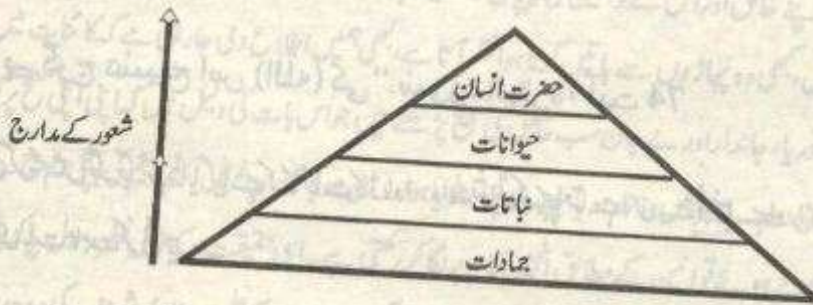 حضرت انسان
حیوانات
نباتات
جمادات
شعور کے مدارج